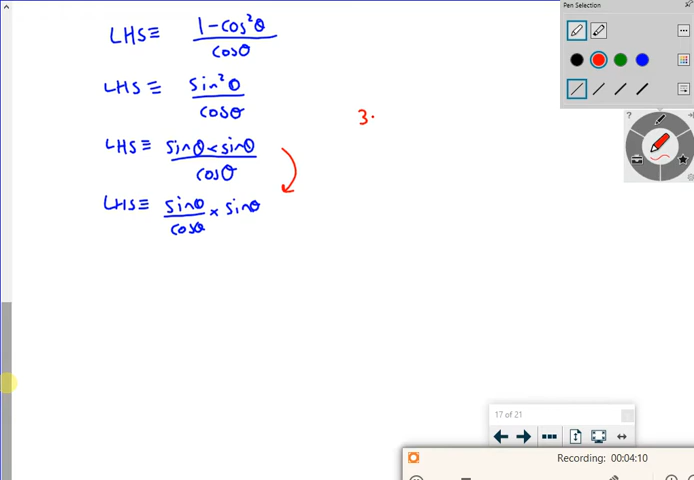 Pen Selection
LHS≡ 1-cos²θ / cosθ
LHS≡ sin²θ / cosθ
3.
LHS≡ sinθ×sinθ / cosθ
LHS≡ sinθ / cosθ × sinθ
17 of 21
Recording: 00:04:10